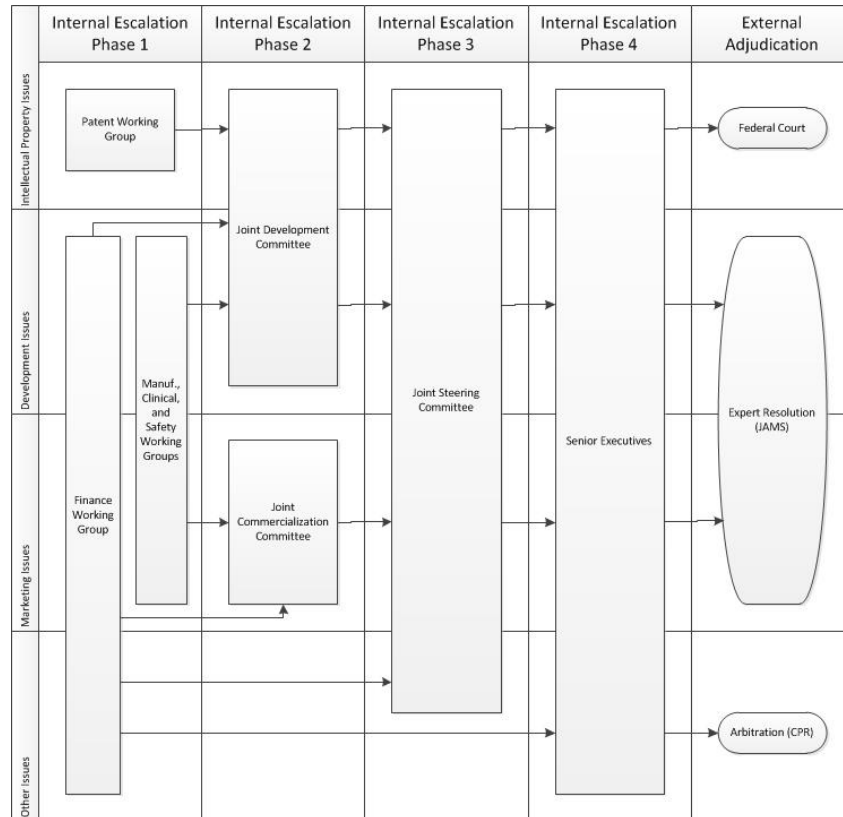 Internal Escalation
Phase 1
Internal Escalation
Phase 2
Internal Escalation
Phase 3
Internal Escalation
Phase 4
External
Adjudication
Intellectual Property Issues
Patent Working
Group
Federal Court
Joint Development
Committee
Development Issues
Manuf.,
Clinical,
and
Safety
Working
Groups
Joint Steering
Committee
Senior Executives
Expert Resolution
(JAMS)
Marketing Issues
Finance
Working
Group
Joint
Commercialization
Committee
Other Issues
Arbitration (CPR)